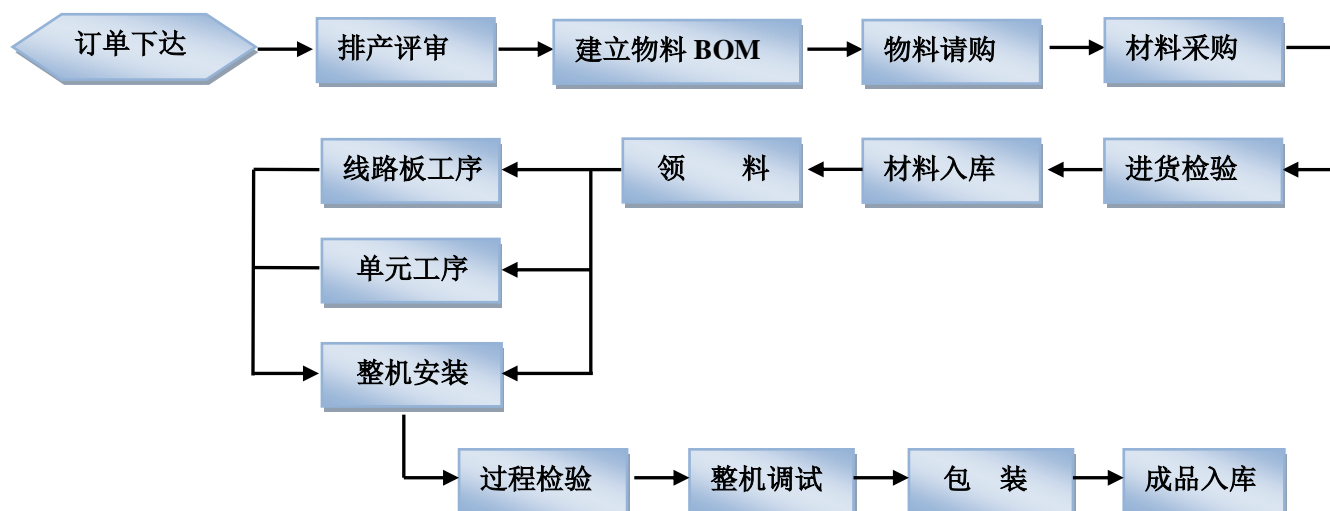 订单下达
排产评审
建立物料 BOM
物料请购
材料采购
进货检验
材料入库
领 料
线路板工序
单元工序
整机安装
过程检验
整机调试
包 装
成品入库